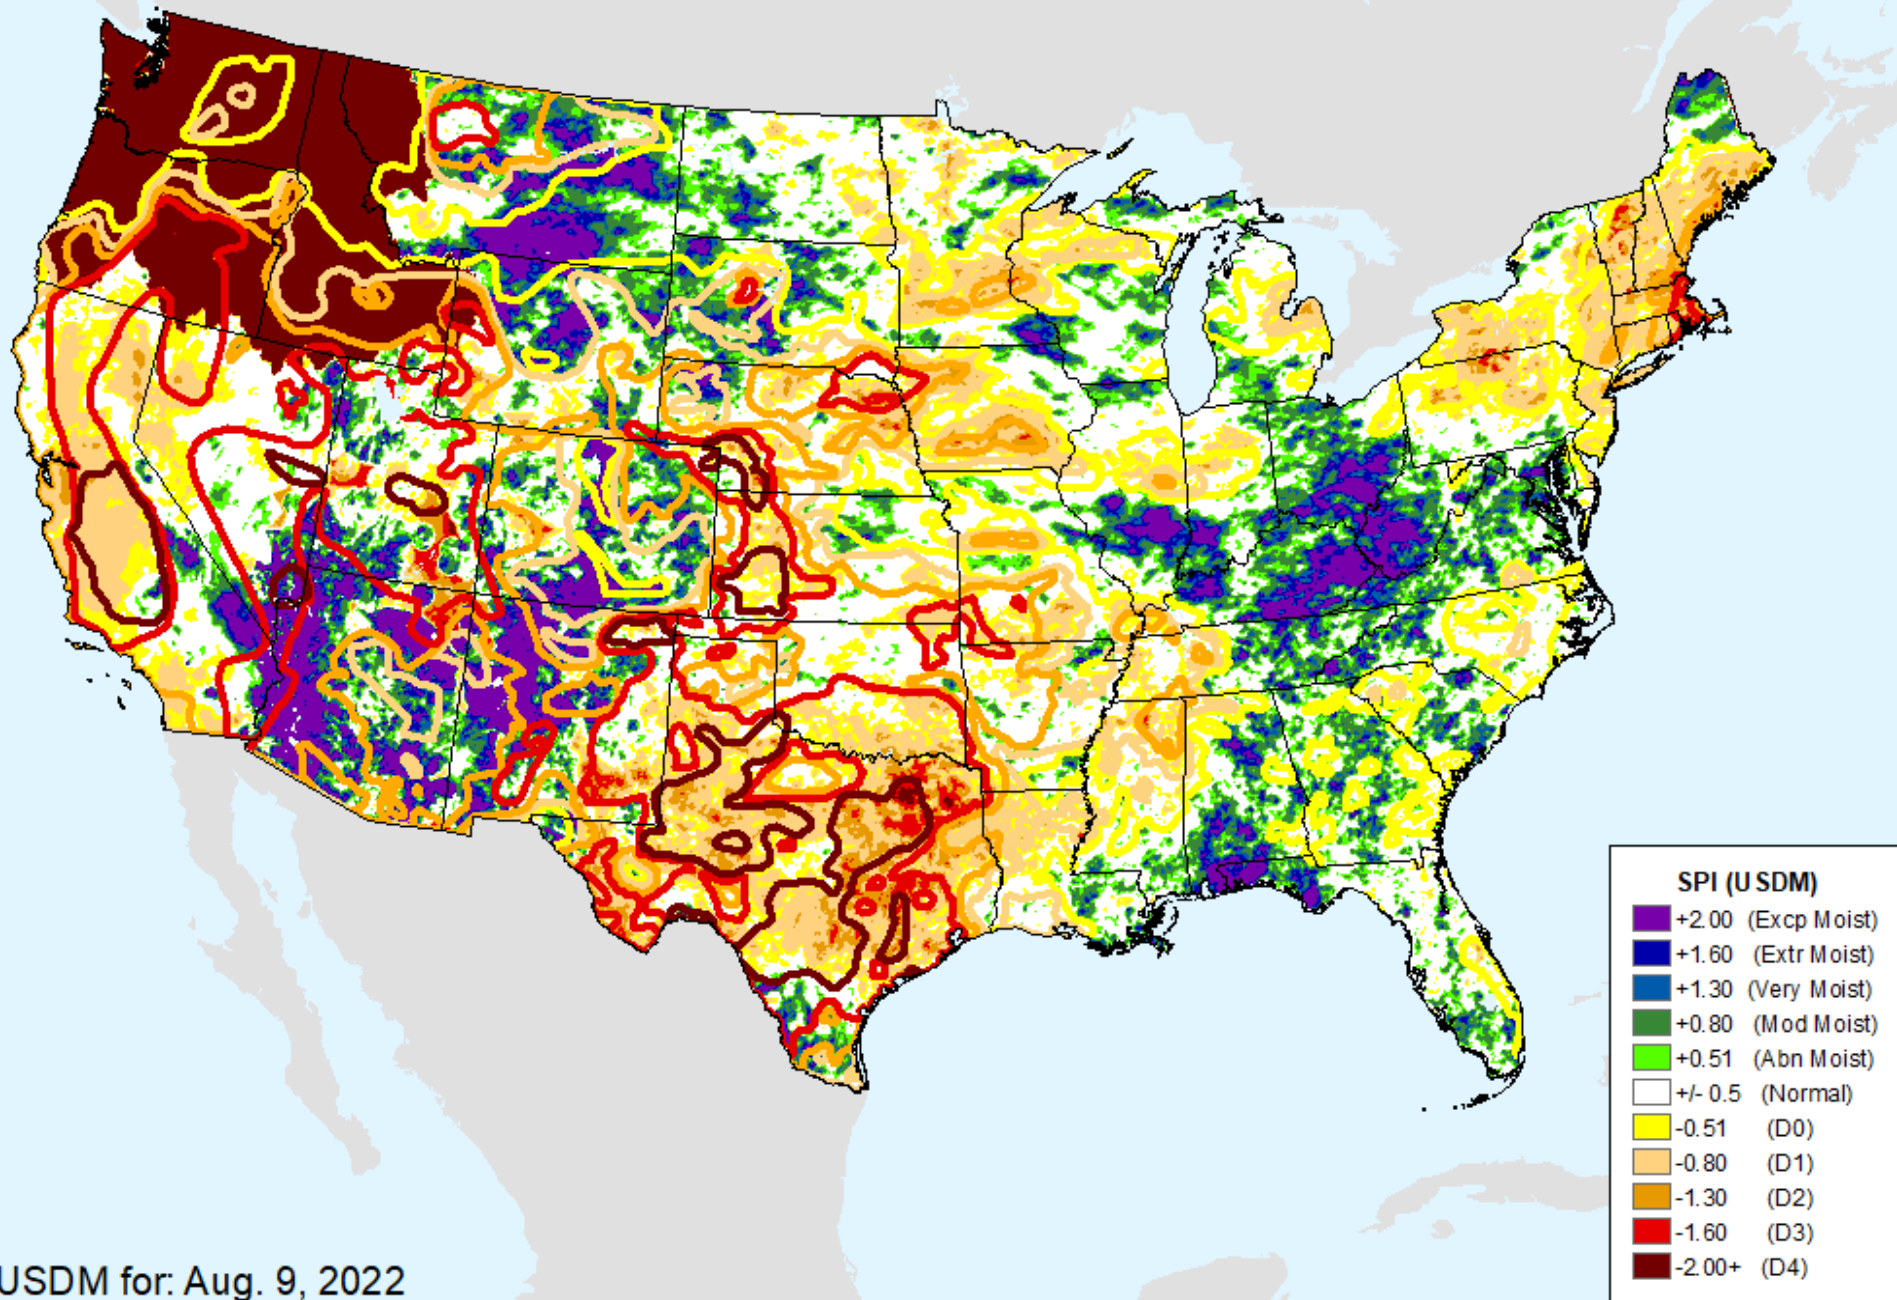 SPI (USDM)
+2.00 (Excp Moist)
+1.60 (Extr Moist)
+1.30 (Very Moist)
+0.80 (Mod Moist)
+0.51 (Abn Moist)
+/- 0.5 (Normal)
-0.51 (D0)
-0.80 (D1)
-1.30 (D2)
-1.60 (D3)
-2.00+ (D4)
USDM for: Aug. 9, 2022